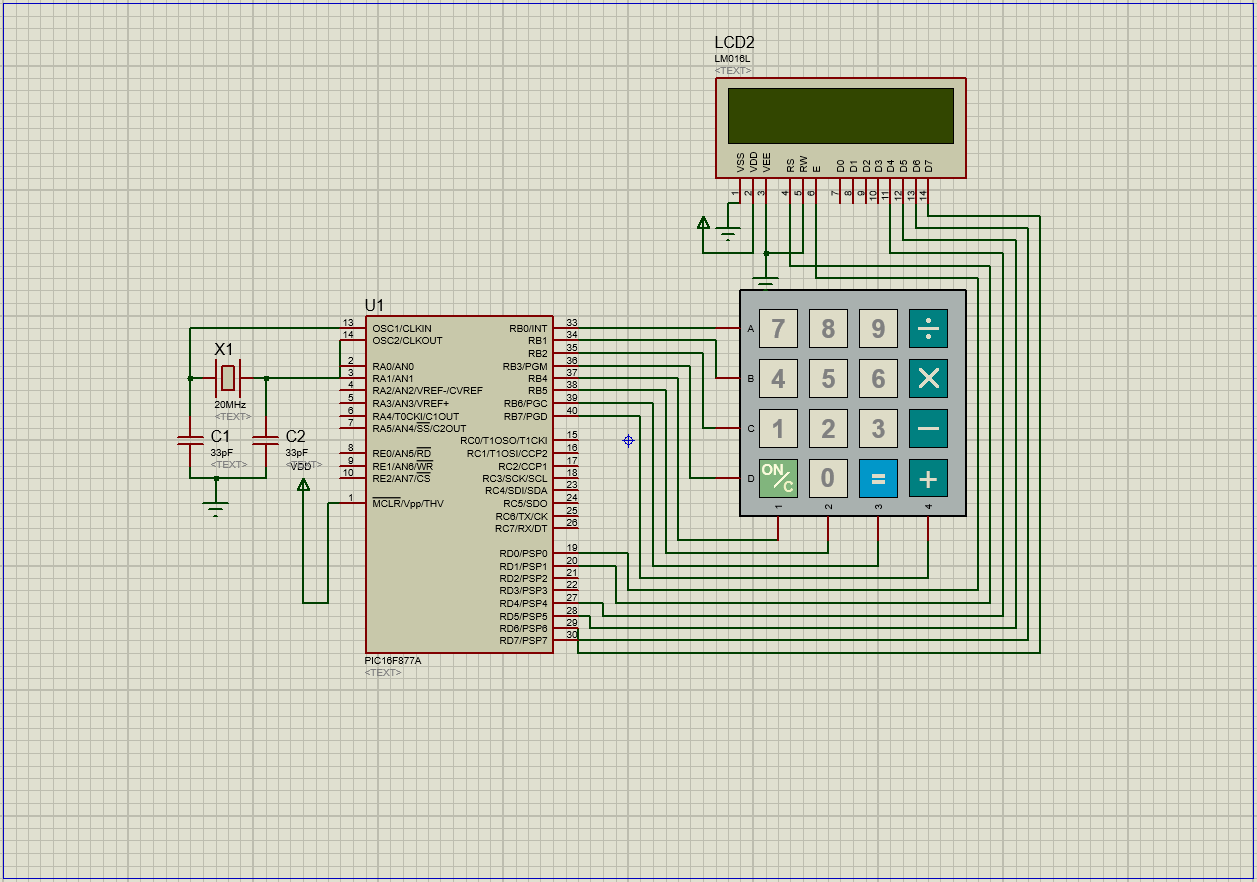 LCD2
LM016L
<TEXT>
VSS VDD VEE RS RW E D0 D1 D2 D3 D4 D5 D6 D7
1 2 3 4 5 6 7 8 9 10 11 12 13 14
U1
13 OSC1/CLKIN RB0/INT 33
14 OSC2/CLKOUT RB1 34
RB2 35
2 RA0/AN0 RB3/PGM 36
3 RA1/AN1 RB4 37
4 RA2/AN2/VREF-/CVREF RB5 38
5 RA3/AN3/VREF+ RB6/PGC 39
6 RA4/T0CKI/C1OUT RB7/PGD 40
7 RA5/AN4/SS/C2OUT
RC0/T1OSO/T1CKI 15
8 RE0/AN5/RD RC1/T1OSI/CCP2 16
9 RE1/AN6/WR RC2/CCP1 17
10 RE2/AN7/CS RC3/SCK/SCL 18
RC4/SDI/SDA 23
1 MCLR/Vpp/THV RC5/SDO 24
RC6/TX/CK 25
RC7/RX/DT 26
RD0/PSP0 19
RD1/PSP1 20
RD2/PSP2 21
RD3/PSP3 22
RD4/PSP4 27
RD5/PSP5 28
RD6/PSP6 29
RD7/PSP7 30
PIC16F877A
<TEXT>
X1
20MHz
<TEXT>
C1
33pF
<TEXT>
C2
33pF
<TEXT>
VDD
A 7 8 9 ÷
B 4 5 6 ×
C 1 2 3 −
D ON/C 0 = +
1 2 3 4